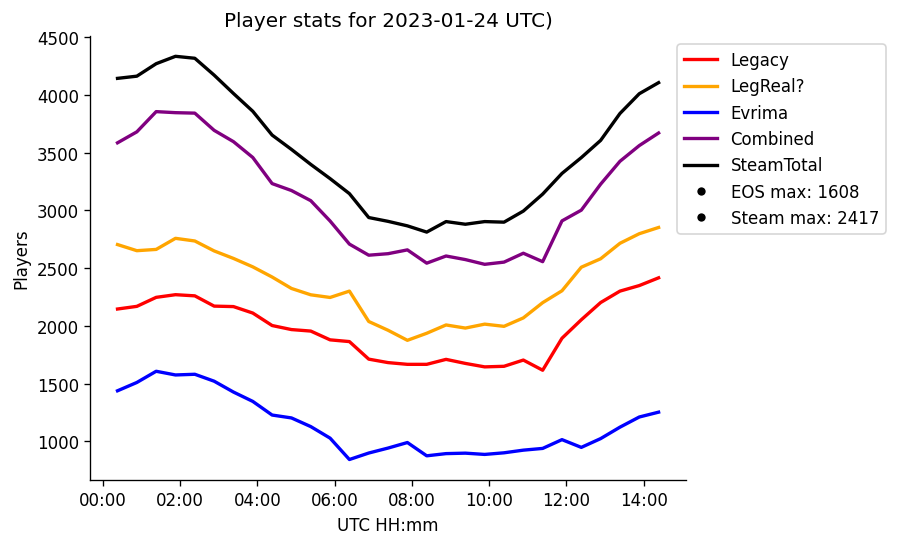 Player stats for 2023-01-24 UTC)
4500
4000
3500
3000
2500
2000
1500
1000
Players
00:00 02:00 04:00 06:00 08:00 10:00 12:00 14:00
UTC HH:mm
Legacy
LegReal?
Evrima
Combined
SteamTotal
EOS max: 1608
Steam max: 2417